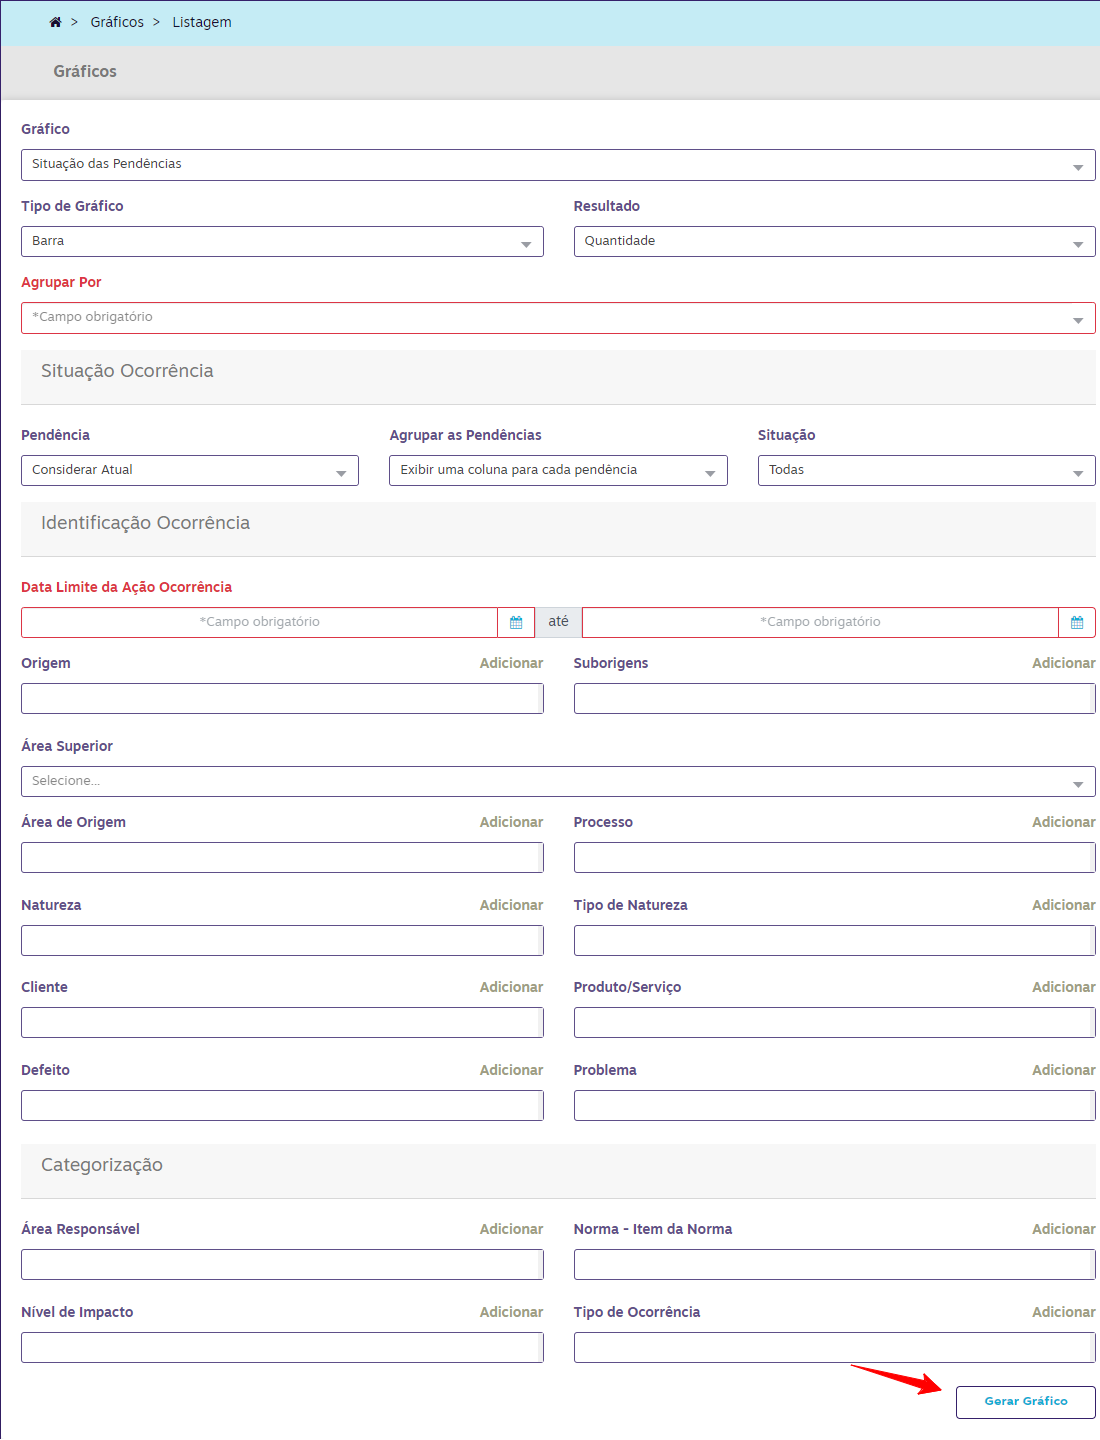 > Gráficos > Listagem
Gráficos
Gráfico
Situação das Pendências
Tipo de Gráfico Resultado
Barra Quantidade
Agrupar Por
*Campo obrigatório
Situação Ocorrência
Pendência Agrupar as Pendências Situação
Considerar Atual Exibir uma coluna para cada pendência Todas
Identificação Ocorrência
Data Limite da Ação Ocorrência
*Campo obrigatório até *Campo obrigatório
Origem Adicionar Suborigens Adicionar
Área Superior
Selecione...
Área de Origem Adicionar Processo Adicionar
Natureza Adicionar Tipo de Natureza Adicionar
Cliente Adicionar Produto/Serviço Adicionar
Defeito Adicionar Problema Adicionar
Categorização
Área Responsável Adicionar Norma - Item da Norma Adicionar
Nível de Impacto Adicionar Tipo de Ocorrência Adicionar
Gerar Gráfico